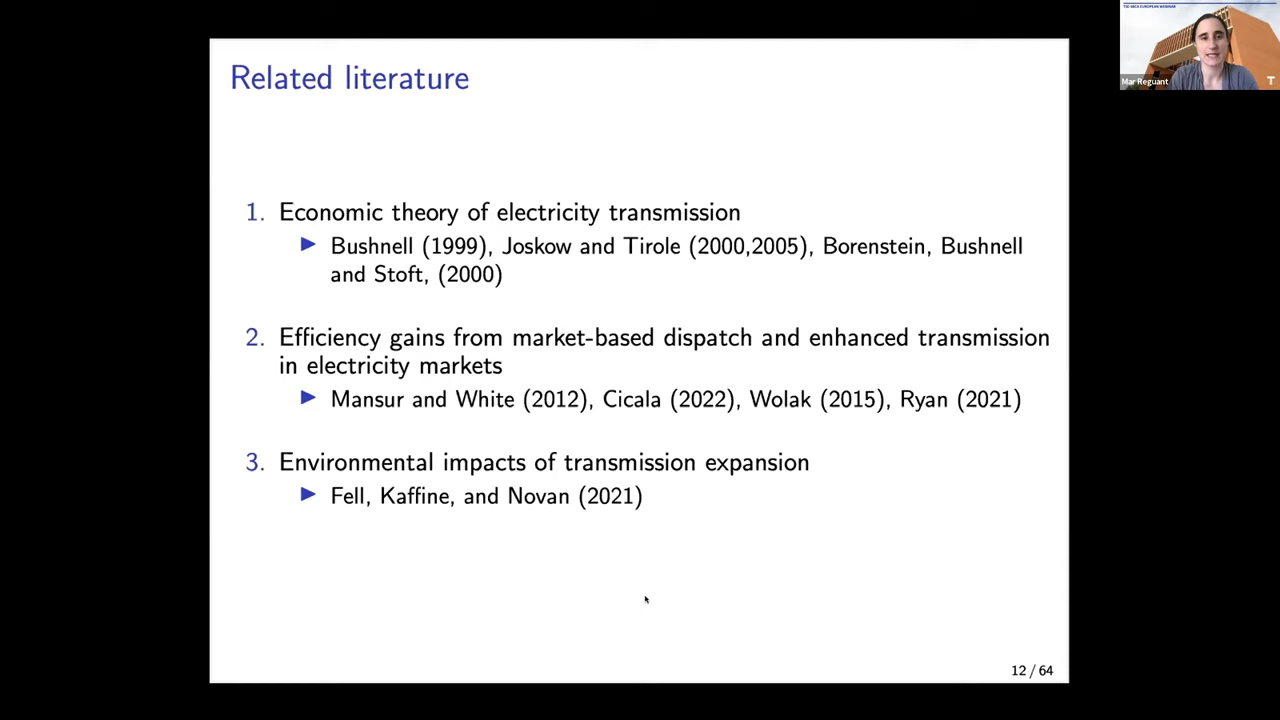 Related literature
1. Economic theory of electricity transmission
▶ Bushnell (1999), Joskow and Tirole (2000,2005), Borenstein, Bushnell
and Stoft, (2000)
2. Efficiency gains from market-based dispatch and enhanced transmission
in electricity markets
▶ Mansur and White (2012), Cicala (2022), Wolak (2015), Ryan (2021)
3. Environmental impacts of transmission expansion
▶ Fell, Kaffine, and Novan (2021)
12 / 64
Mar Reguant